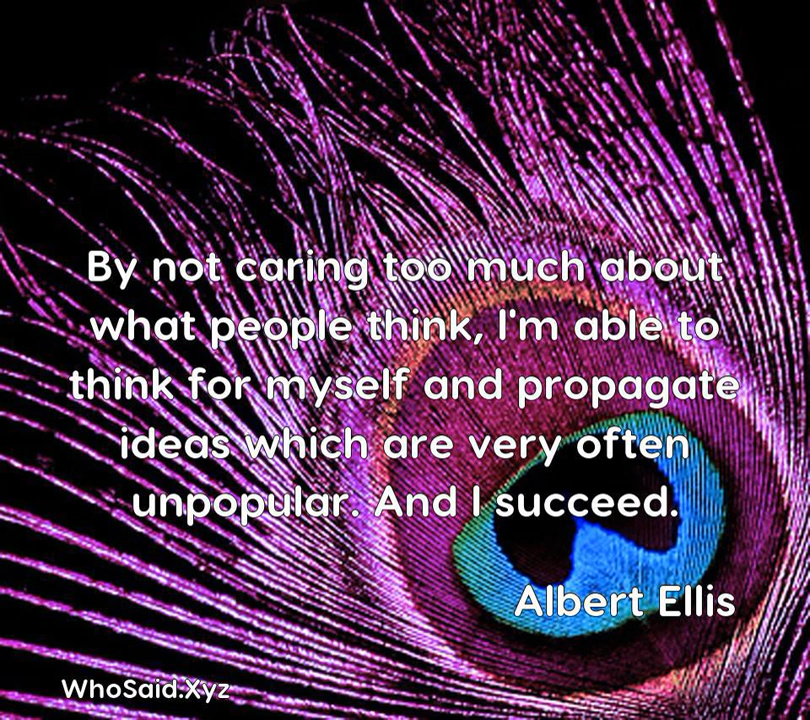 By not caring too much about
what people think, I'm able to
think for myself and propagate
ideas which are very often
unpopular. And I succeed.
Albert Ellis
WhoSaid.Xyz